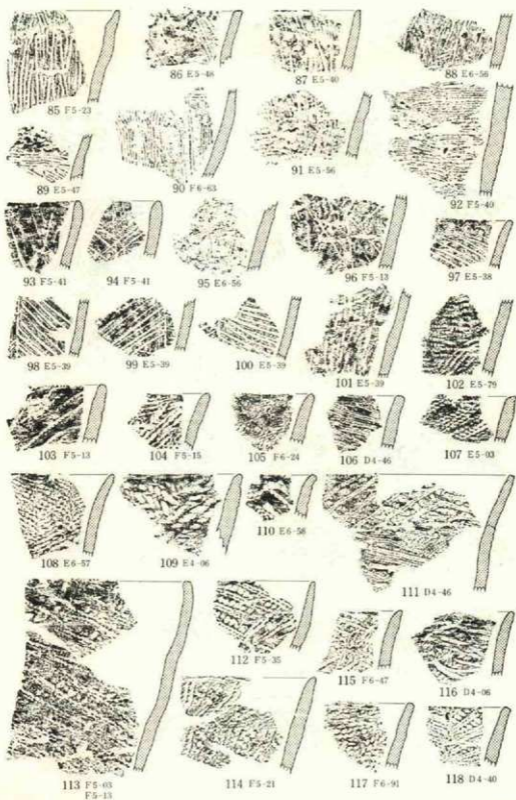 85 F5-23
86 E5-48
87 E5-40
88 E6-56
89 E5-47
90 F6-63
91 E5-56
92 F5-40
93 F5-41
94 F5-41
95 E6-56
96 F5-13
97 E5-38
98 E5-39
99 E5-39
100 E5-39
101 E5-39
102 E5-79
103 F5-13
104 F5-15
105 F6-24
106 D4-46
107 E5-03
108 E6-57
109 E4-06
110 E6-58
111 D4-46
112 F5-35
113 F5-03
F5-13
114 F5-21
115 F6-47
116 D4-06
117 F6-91
118 D4-40